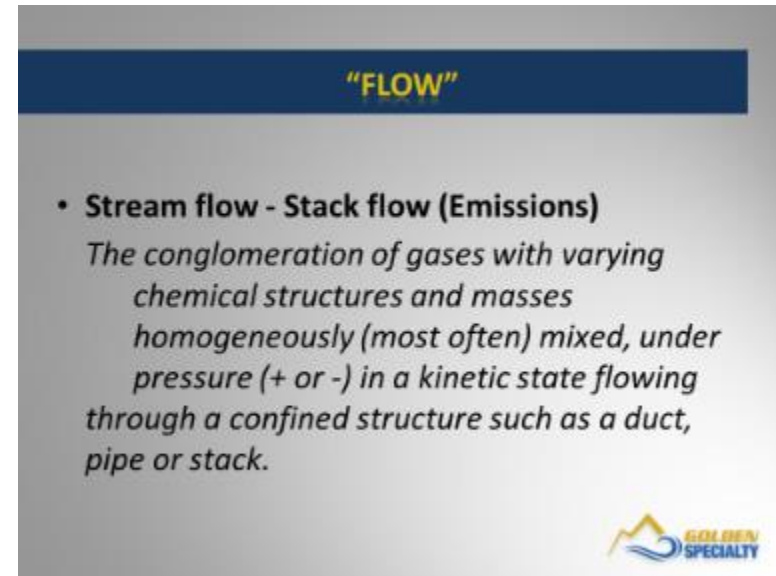 “FLOW”
• Stream flow - Stack flow (Emissions)
The conglomeration of gases with varying
chemical structures and masses
homogeneously (most often) mixed, under
pressure (+ or -) in a kinetic state flowing
through a confined structure such as a duct,
pipe or stack.
GOLDEN
SPECIALTY